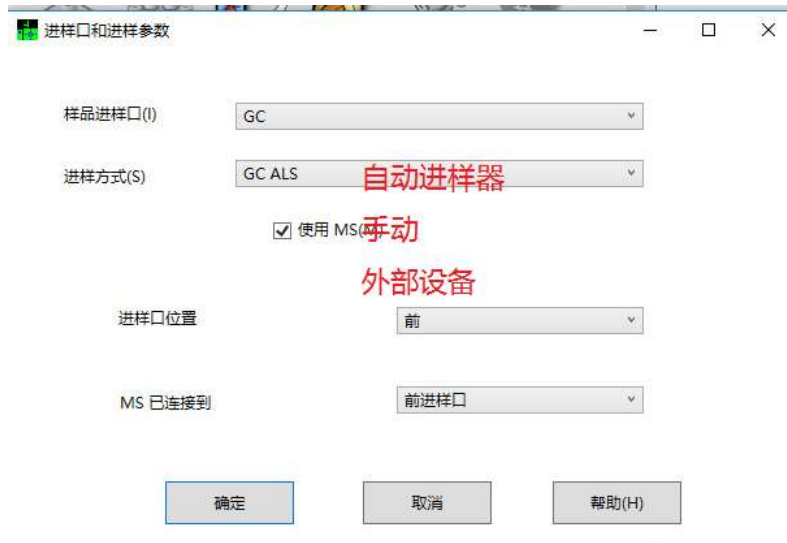 进样口和进样参数
样品进样口(I)
GC
进样方式(S)
GC ALS
自动进样器
使用 MS(M)
手动
外部设备
进样口位置
前
MS 已连接到
前进样口
确定
取消
帮助(H)